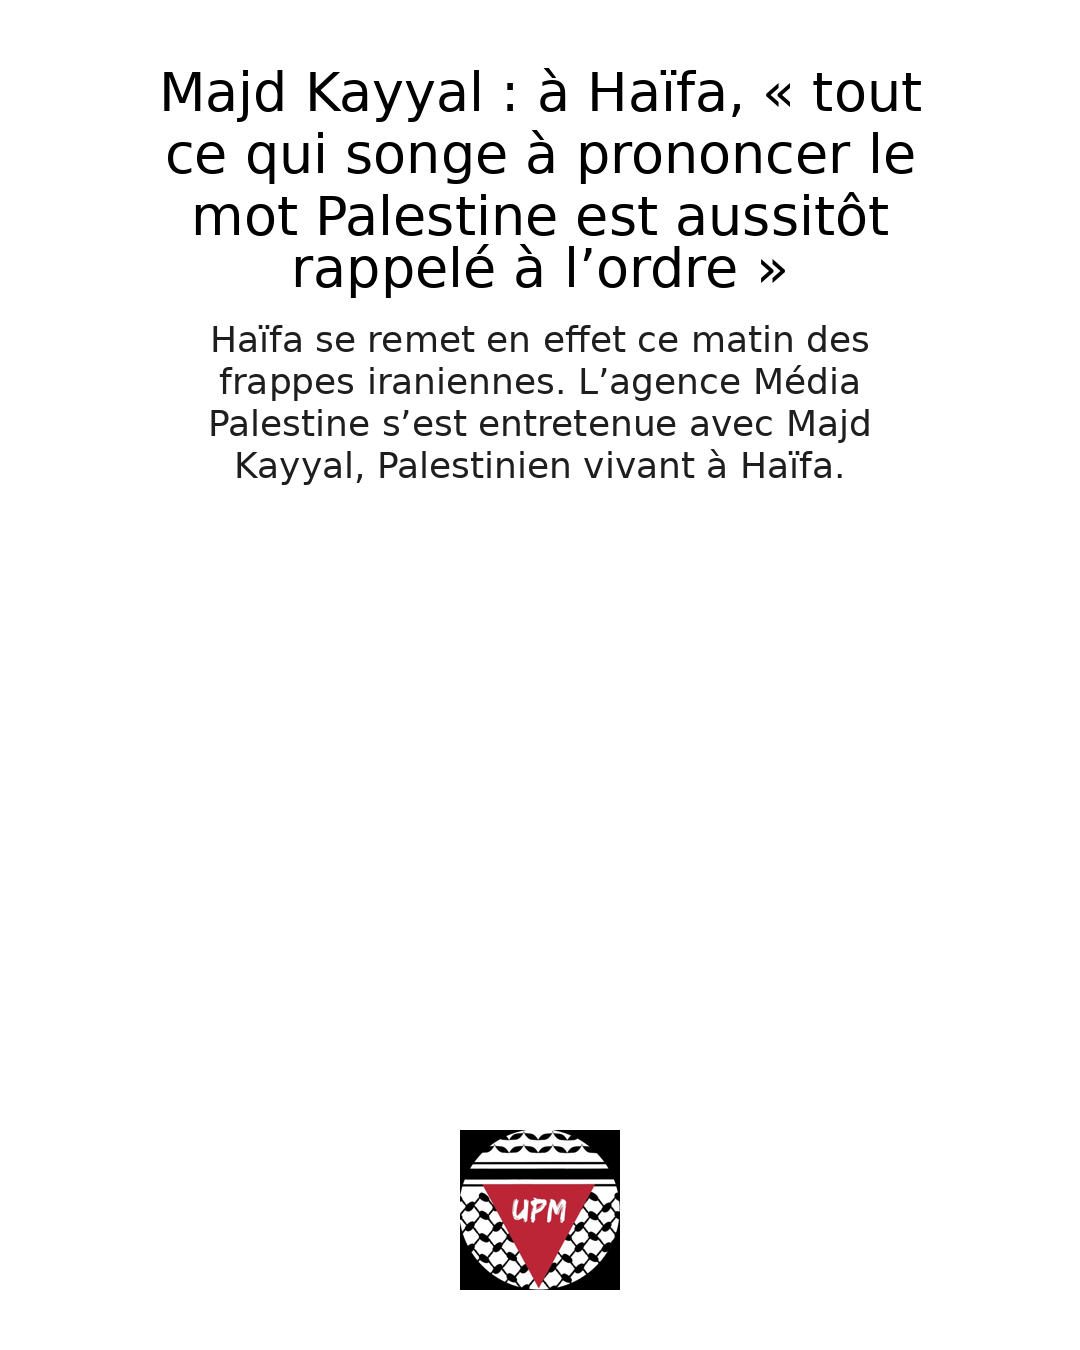 Majd Kayyal : à Haïfa, « tout
ce qui songe à prononcer le
mot Palestine est aussitôt
rappelé à l’ordre »
Haïfa se remet en effet ce matin des
frappes iraniennes. L’agence Média
Palestine s’est entretenue avec Majd
Kayyal, Palestinien vivant à Haïfa.
UPM